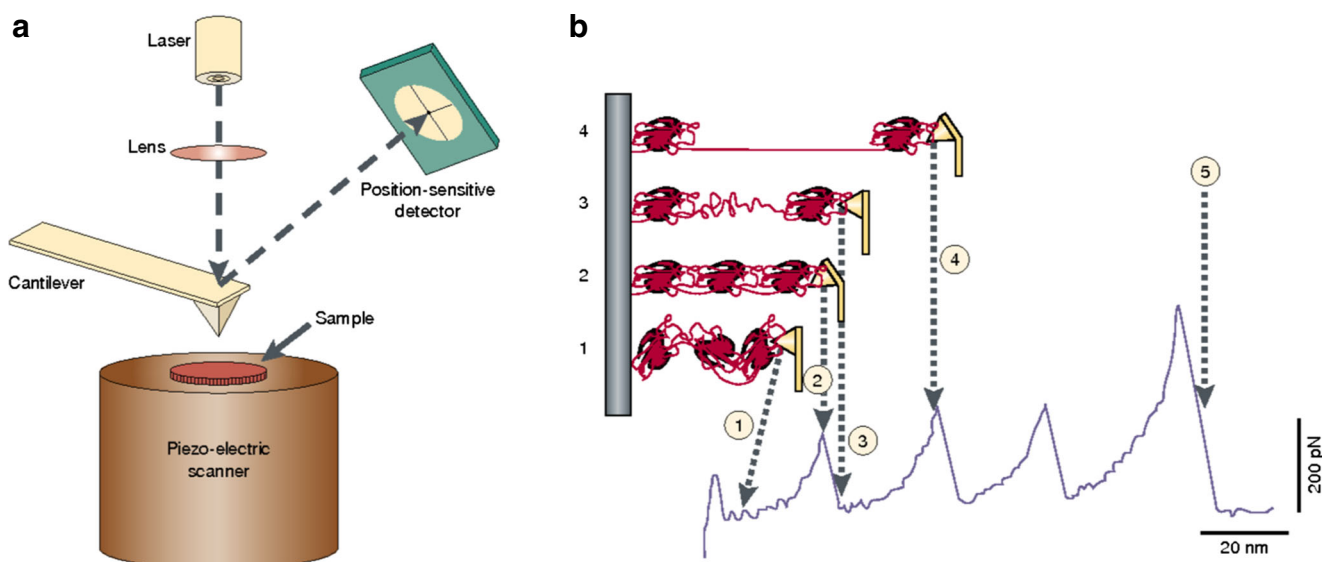 a
Laser
Lens
Position-sensitive
detector
Cantilever
Sample
Piezo-electric
scanner
b
4
3
2
1
5
4
2
1
3
200 pN
20 nm